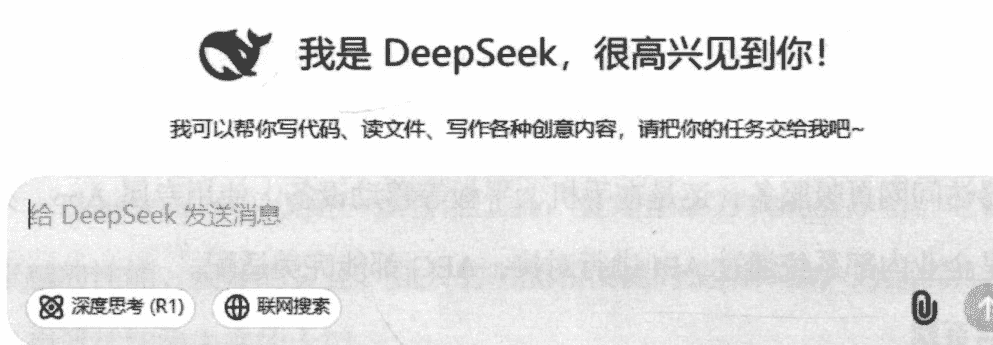 我是 DeepSeek，很高兴见到你！
我可以帮你写代码、读文件、写作各种创意内容，请把你的任务交给我吧~
给 DeepSeek 发送消息
深度思考 (R1) 联网搜索